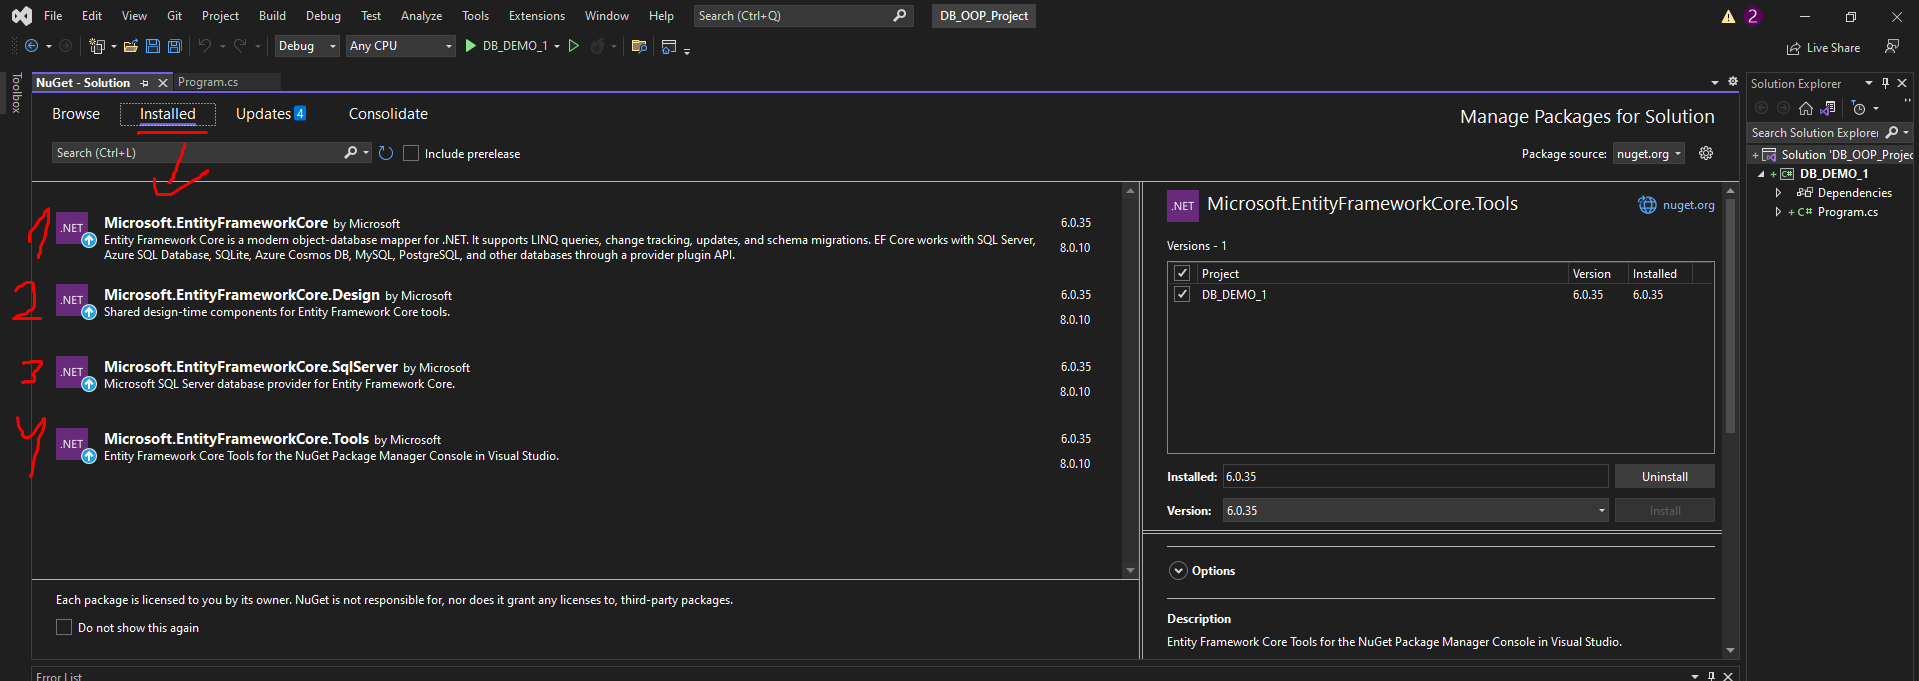 File Edit View Git Project Build Debug Test Analyze Tools Extensions Window Help Search (Ctrl+Q) DB_OOP_Project 2
Debug Any CPU DB_DEMO_1 Live Share
Toolbox
NuGet - Solution Program.cs
Browse Installed Updates 4 Consolidate
Manage Packages for Solution
Search (Ctrl+L) Include prerelease
Package source: nuget.org
1
.NET
Microsoft.EntityFrameworkCore by Microsoft 6.0.35
Entity Framework Core is a modern object-database mapper for .NET. It supports LINQ queries, change tracking, updates, and schema migrations. EF Core works with SQL Server, 8.0.10
Azure SQL Database, SQLite, Azure Cosmos DB, MySQL, PostgreSQL, and other databases through a provider plugin API.
2
.NET
Microsoft.EntityFrameworkCore.Design by Microsoft 6.0.35
Shared design-time components for Entity Framework Core tools. 8.0.10
3
.NET
Microsoft.EntityFrameworkCore.SqlServer by Microsoft 6.0.35
Microsoft SQL Server database provider for Entity Framework Core. 8.0.10
4
.NET
Microsoft.EntityFrameworkCore.Tools by Microsoft 6.0.35
Entity Framework Core Tools for the NuGet Package Manager Console in Visual Studio. 8.0.10
Each package is licensed to you by its owner. NuGet is not responsible for, nor does it grant any licenses to, third-party packages.
Do not show this again
.NET Microsoft.EntityFrameworkCore.Tools nuget.org
Versions - 1
Project Version Installed
DB_DEMO_1 6.0.35 6.0.35
Installed: 6.0.35 Uninstall
Version: 6.0.35 Install
Options
Description
Entity Framework Core Tools for the NuGet Package Manager Console in Visual Studio.
Solution Explorer
Search Solution Explorer
Solution 'DB_OOP_Projec
C# DB_DEMO_1
Dependencies
C# Program.cs
Error List